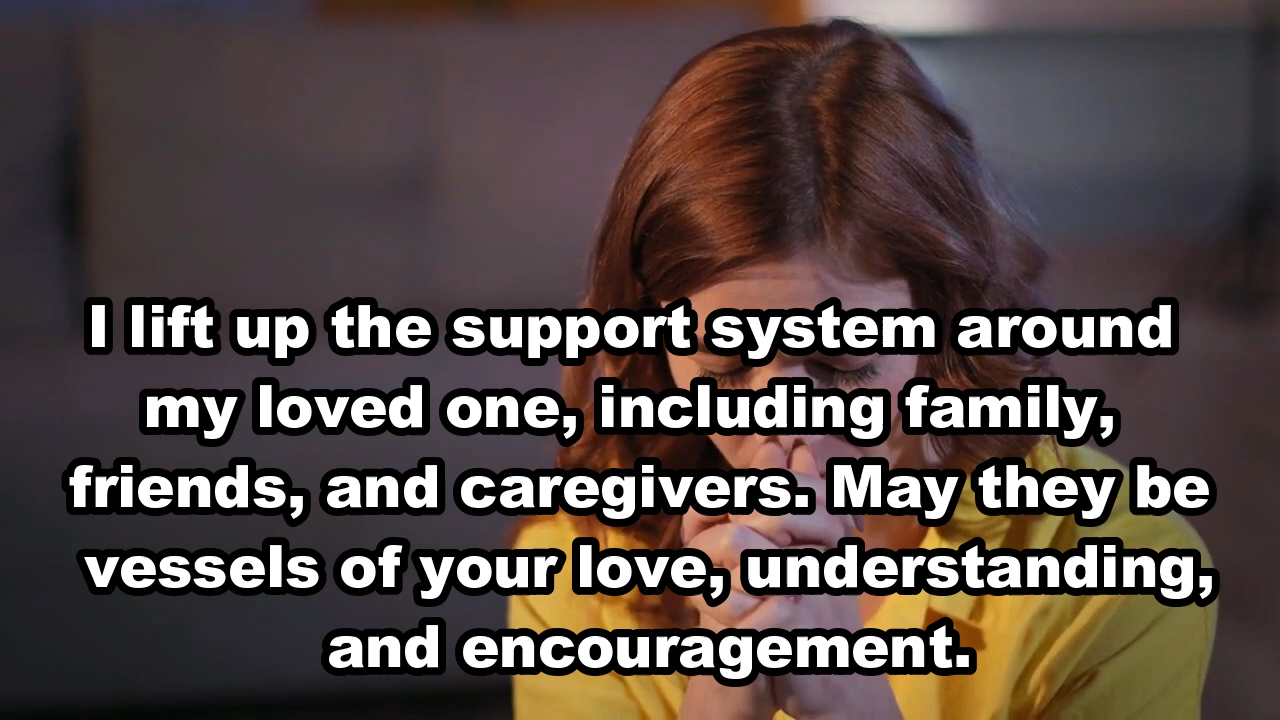 I lift up the support system around
my loved one, including family,
friends, and caregivers. May they be
vessels of your love, understanding,
and encouragement.